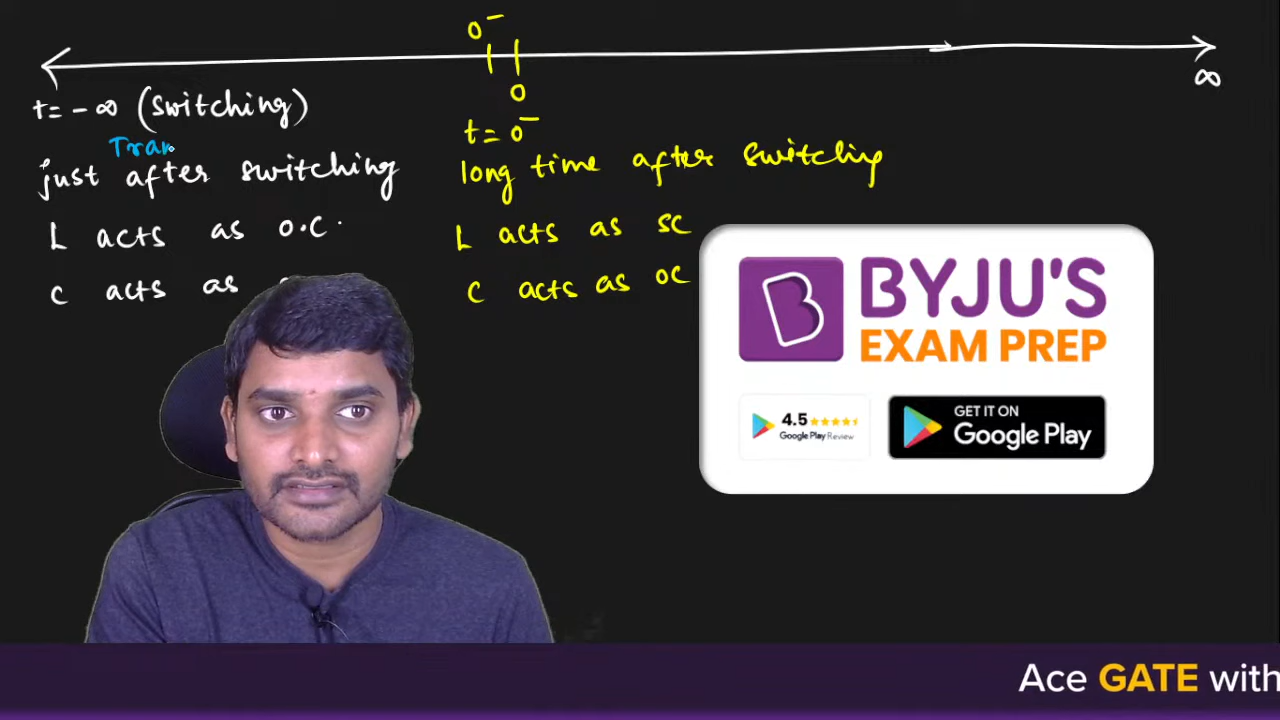 0⁻
0
∞
t = - ∞ (switching)
t = 0⁻
Tran
just after switching
long time after switching
L acts as o.c.
L acts as sc
c acts as
c acts as oc
BYJU'S
EXAM PREP
4.5
Google Play Review
GET IT ON
Google Play
Ace GATE with